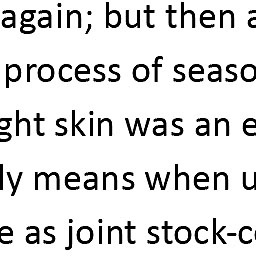 again; but then a
process of seaso
ght skin was an e
ly means when u
e as joint stock-c